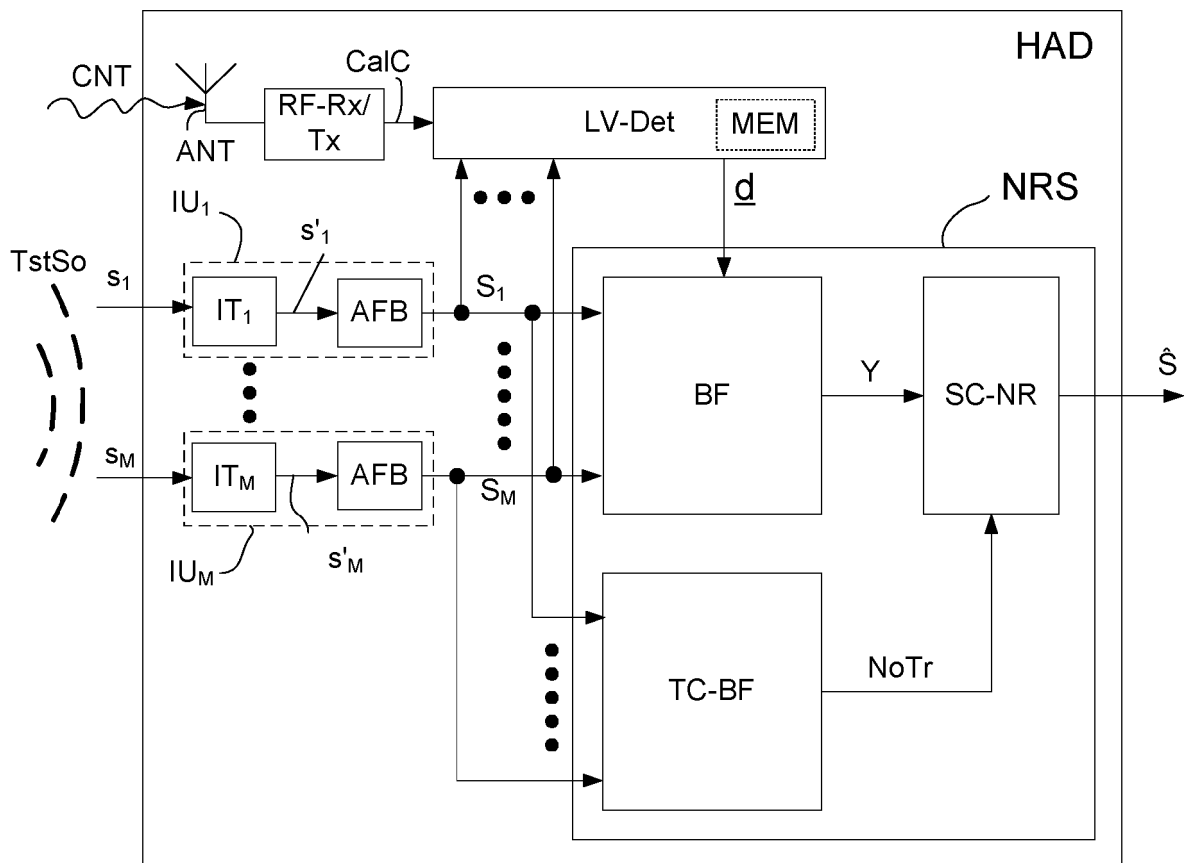 HAD
CNT
CalC
RF-Rx/
Tx
LV-Det
MEM
ANT
d
NRS
IU1
s'1
TstSo
s1
IT1
AFB
S1
BF
Y
SC-NR
Ŝ
sM
ITM
AFB
SM
IUM
s'M
TC-BF
NoTr